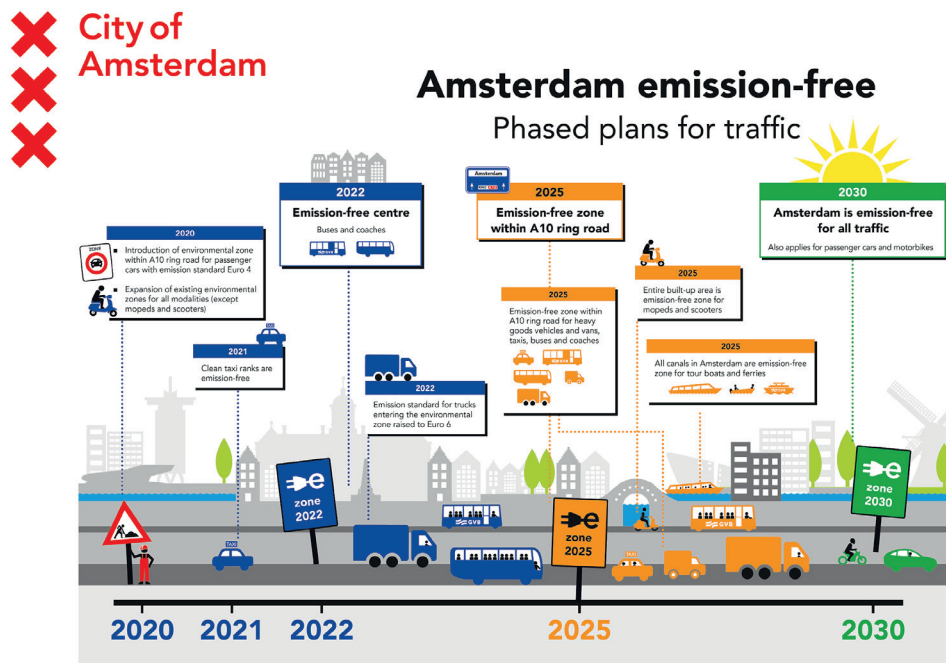 City of
Amsterdam
Amsterdam emission-free
Phased plans for traffic
2020
ZONE
Introduction of environmental zone
within A10 ring road for passenger
cars with emission standard Euro 4
Expansion of existing environmental
zones for all modalities (except
mopeds and scooters)
2021
Clean taxi ranks are
emission-free
TAXI
2022
Emission-free centre
Buses and coaches
2022
Emission standard for trucks
entering the environmental
zone raised to Euro 6
Amsterdam
2025
Emission-free zone
within A10 ring road
2025
Emission-free zone within
A10 ring road for heavy
goods vehicles and vans,
taxis, buses and coaches
2025
Entire built-up area is
emission-free zone for
mopeds and scooters
2025
All canals in Amsterdam are emission-free
zone for tour boats and ferries
2030
Amsterdam is emission-free
for all traffic
Also applies for passenger cars and motorbikes
e
zone
2022
e
zone
2025
e
zone
2030
TAXI
GVB
TAXI
GVB
2020
2021
2022
2025
2030